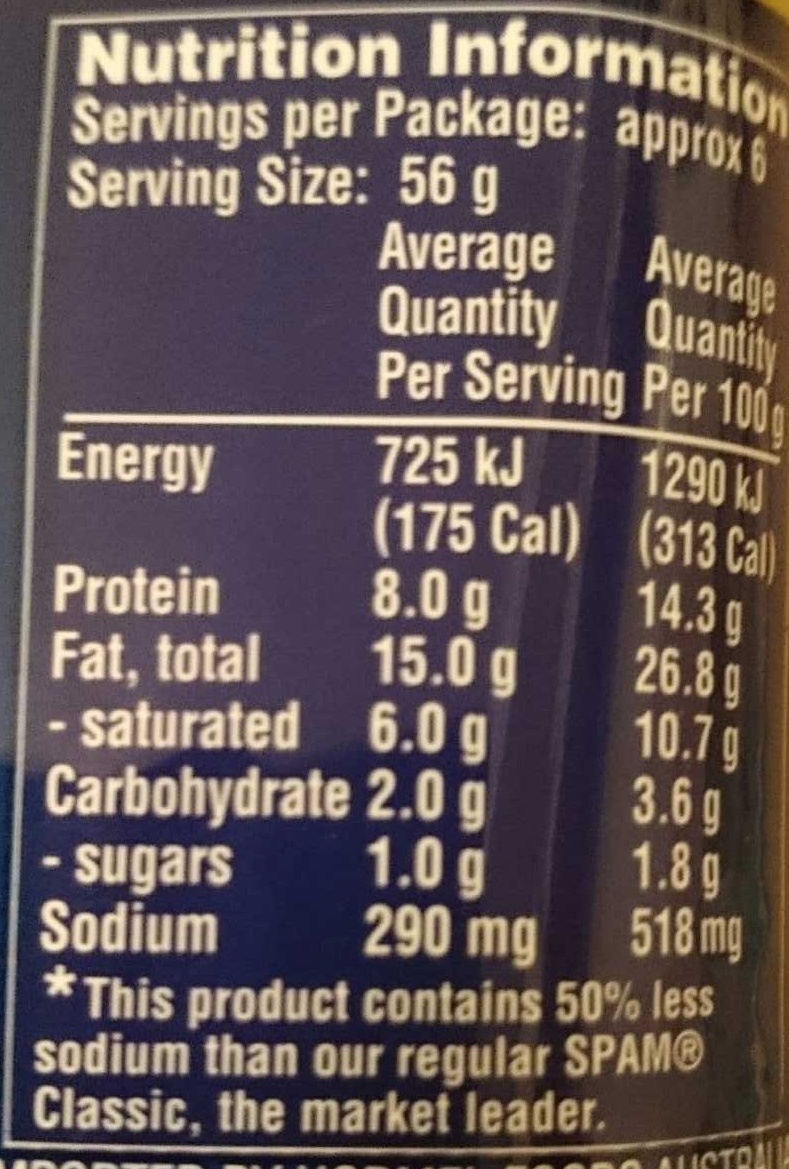 Nutrition Information
Servings per Package: approx 6
Serving Size: 56 g
Average Average
Quantity Quantity
Per Serving Per 100 g
Energy 725 kJ 1290 kJ
(175 Cal) (313 Cal)
Protein 8.0 g 14.3 g
Fat, total 15.0 g 26.8 g
- saturated 6.0 g 10.7 g
Carbohydrate 2.0 g 3.6 g
- sugars 1.0 g 1.8 g
Sodium 290 mg 518 mg
*This product contains 50% less
sodium than our regular SPAM®
Classic, the market leader.